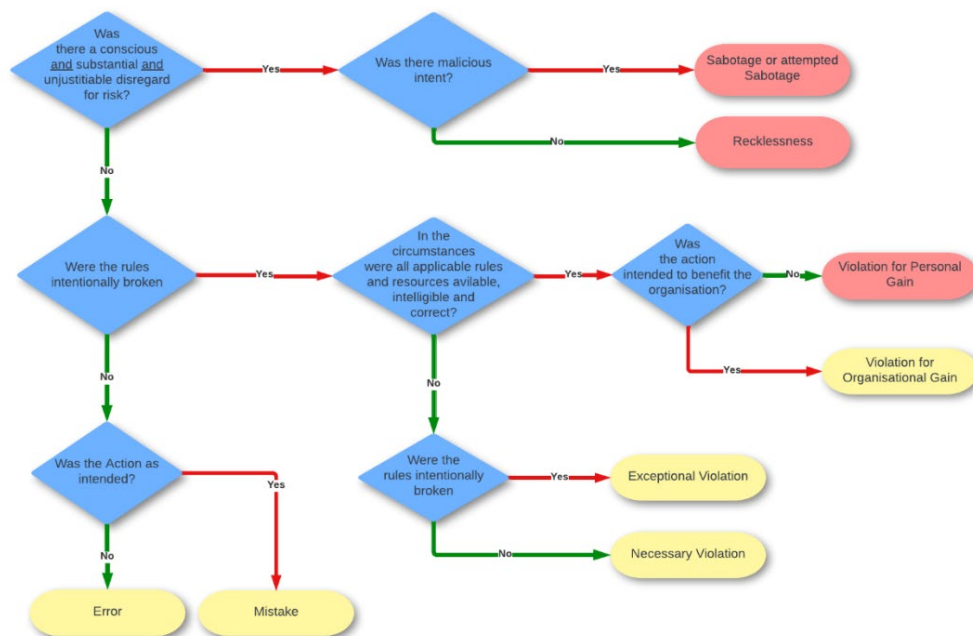 Was
there a conscious
and substantial and
unjustitiable disregard
for risk?
Yes
Was there malicious
intent?
Yes
Sabotage or attempted
Sabotage
No
Recklessness
No
Were the rules
intentionally broken
Yes
In the
circumstances
were all applicable rules
and resources avilable,
intelligible and
correct?
Yes
Was
the action
intended to benefit the
organisation?
No
Violation for Personal
Gain
Yes
Violation for
Organisational Gain
No
No
Was the Action as
intended?
Yes
Were the
rules intentionally
broken
Yes
Exceptional Violation
No
Necessary Violation
No
Error
Mistake